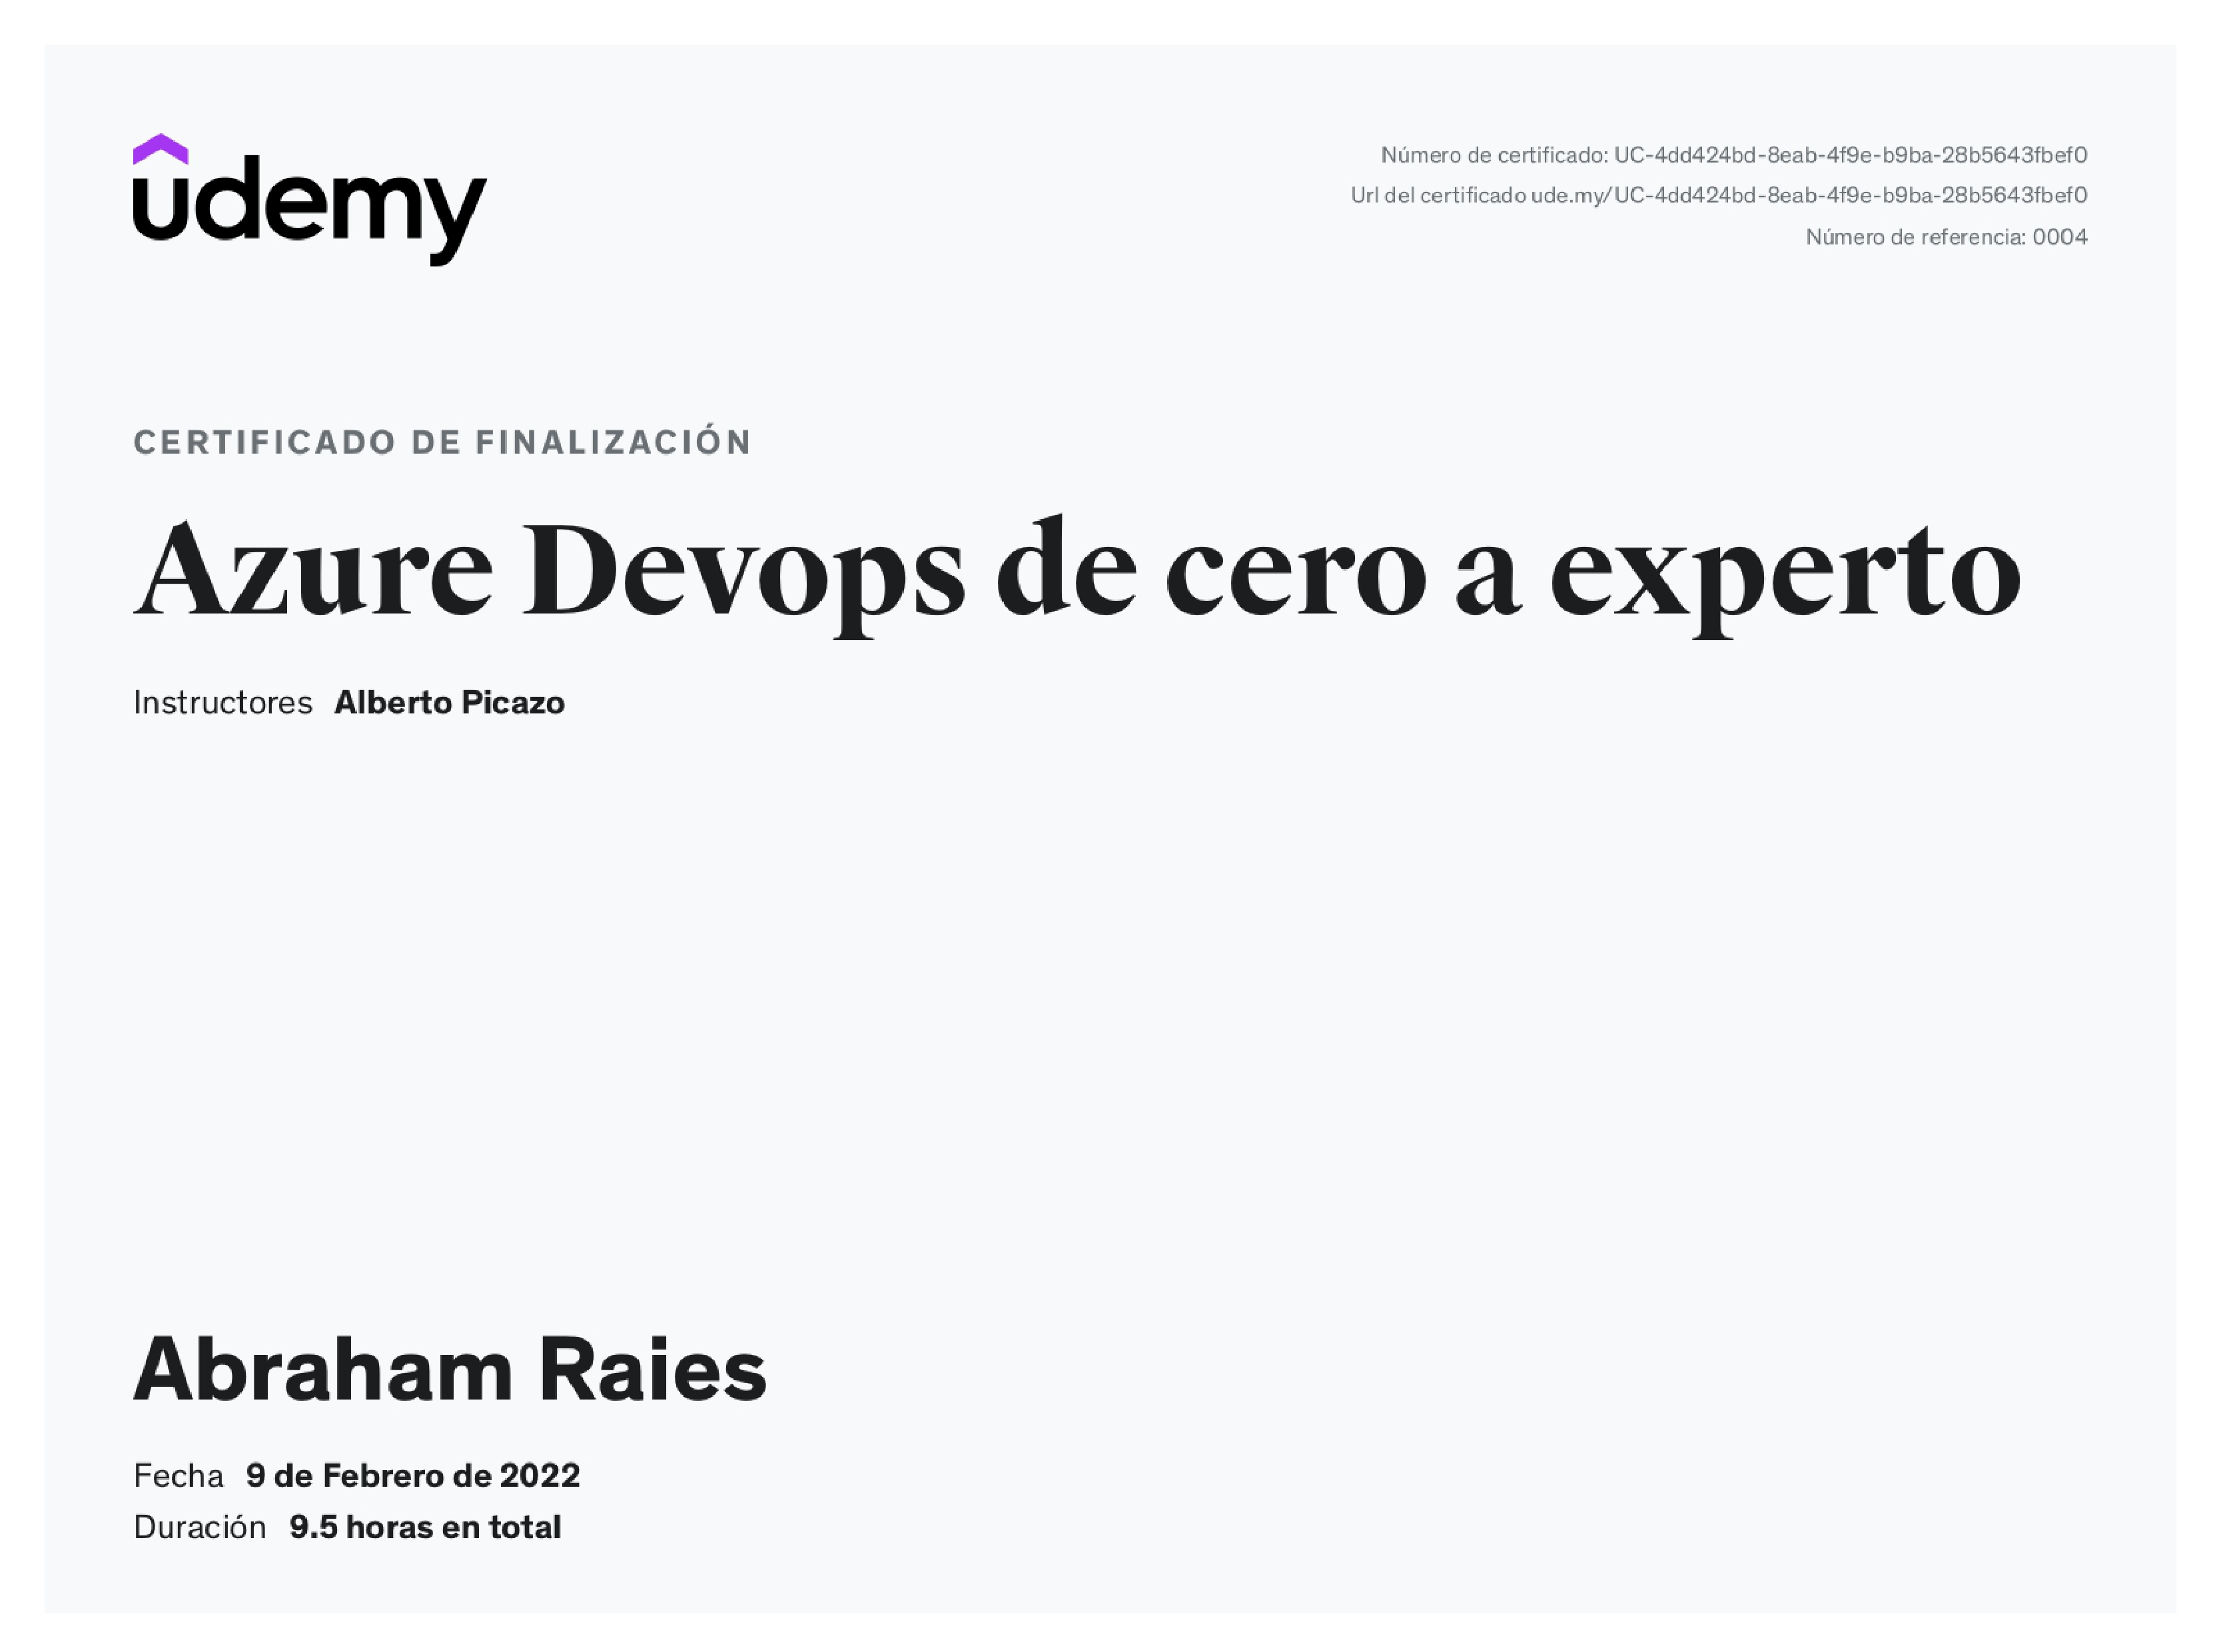 udemy
Número de certificado: UC-4dd424bd-8eab-4f9e-b9ba-28b5643fbef0
Url del certificado ude.my/UC-4dd424bd-8eab-4f9e-b9ba-28b5643fbef0
Número de referencia: 0004
CERTIFICADO DE FINALIZACIÓN
Azure Devops de cero a experto
Instructores Alberto Picazo
Abraham Raies
Fecha 9 de Febrero de 2022
Duración 9.5 horas en total